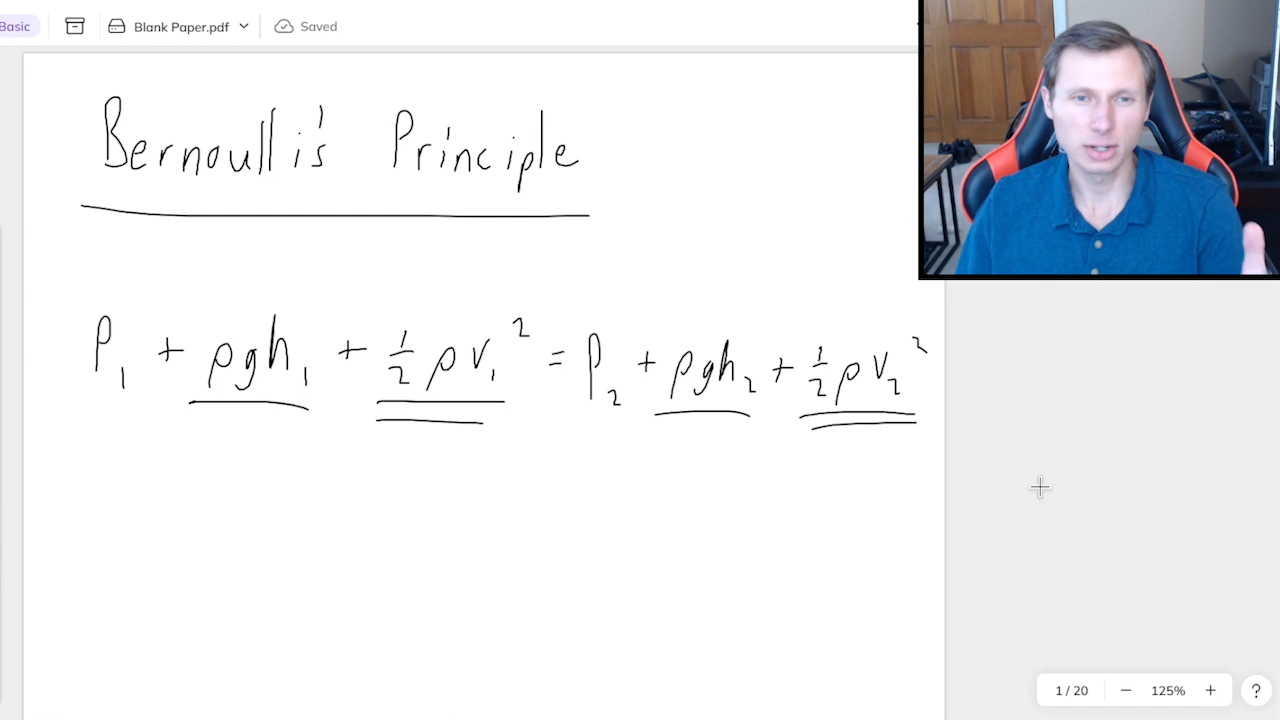 Basic Blank Paper.pdf Saved
Bernoulli's Principle
P₁ + ρgh₁ + ½ρv₁² = P₂ + ρgh₂ + ½ρv₂²
1 / 20 − 125% + ?